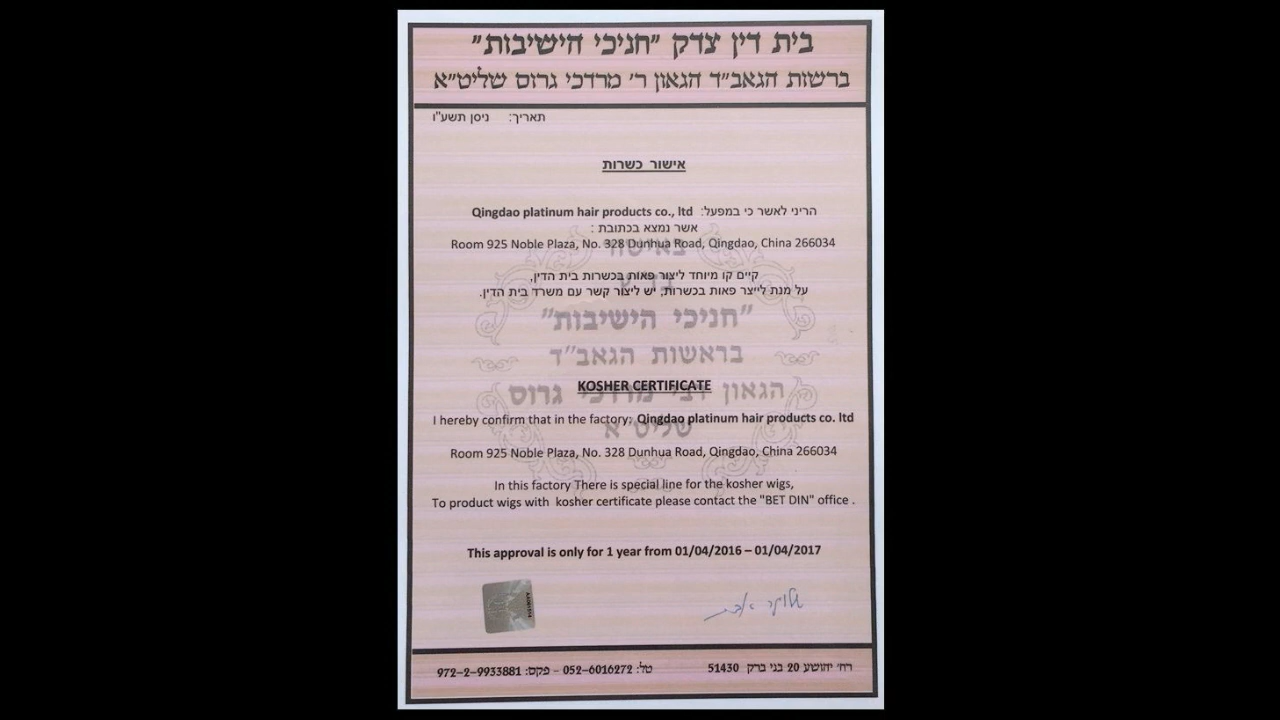 בית דין צדק "חניכי הישיבות"
ברשות הגאב"ד הגאון ר' מרדכי גרוס שליט"א
תאריך: ניסן תשע"ו
אישור כשרות
הריני לאשר כי במפעל: Qingdao platinum hair products co., ltd
אשר נמצא בכתובת :
Room 925 Noble Plaza, No. 328 Dunhua Road, Qingdao, China 266034
באישור
קיים קו מיוחד ליצור פאות בכשרות בית הדין,
על מנת לייצר פאות בכשרות, יש ליצור קשר עם משרד בית הדין.
"חניכי הישיבות"
בראשות הגאב"ד
KOSHER CERTIFICATE
הגאון רבי מרדכי גרוס
I hereby confirm that in the factory: Qingdao platinum hair products co. ltd
שליט"א
Room 925 Noble Plaza, No. 328 Dunhua Road, Qingdao, China 266034
In this factory There is special line for the kosher wigs,
To product wigs with kosher certificate please contact the "BET DIN" office .
This approval is only for 1 year from 01/04/2016 – 01/04/2017
רח' יהושע 20 בני ברק 51430 טל: 052-6016272 - פקס: 972-2-9933881